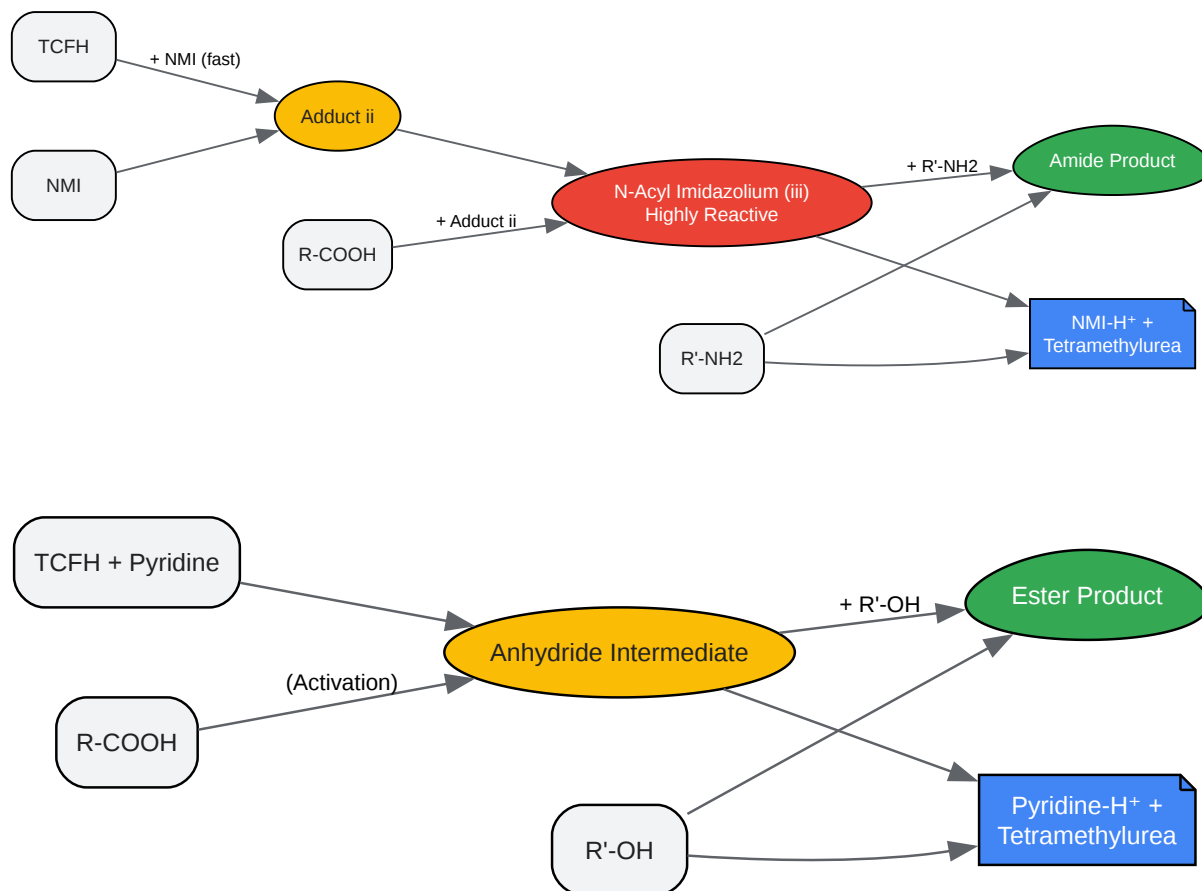 TCFH
+ NMI (fast)
Adduct ii
NMI
R-COOH
+ Adduct ii
N-Acyl Imidazolium (iii)
Highly Reactive
+ R'-NH2
Amide Product
R'-NH2
NMI-H⁺ +
Tetramethylurea
TCFH + Pyridine
R-COOH
(Activation)
Anhydride Intermediate
+ R'-OH
Ester Product
R'-OH
Pyridine-H⁺ +
Tetramethylurea